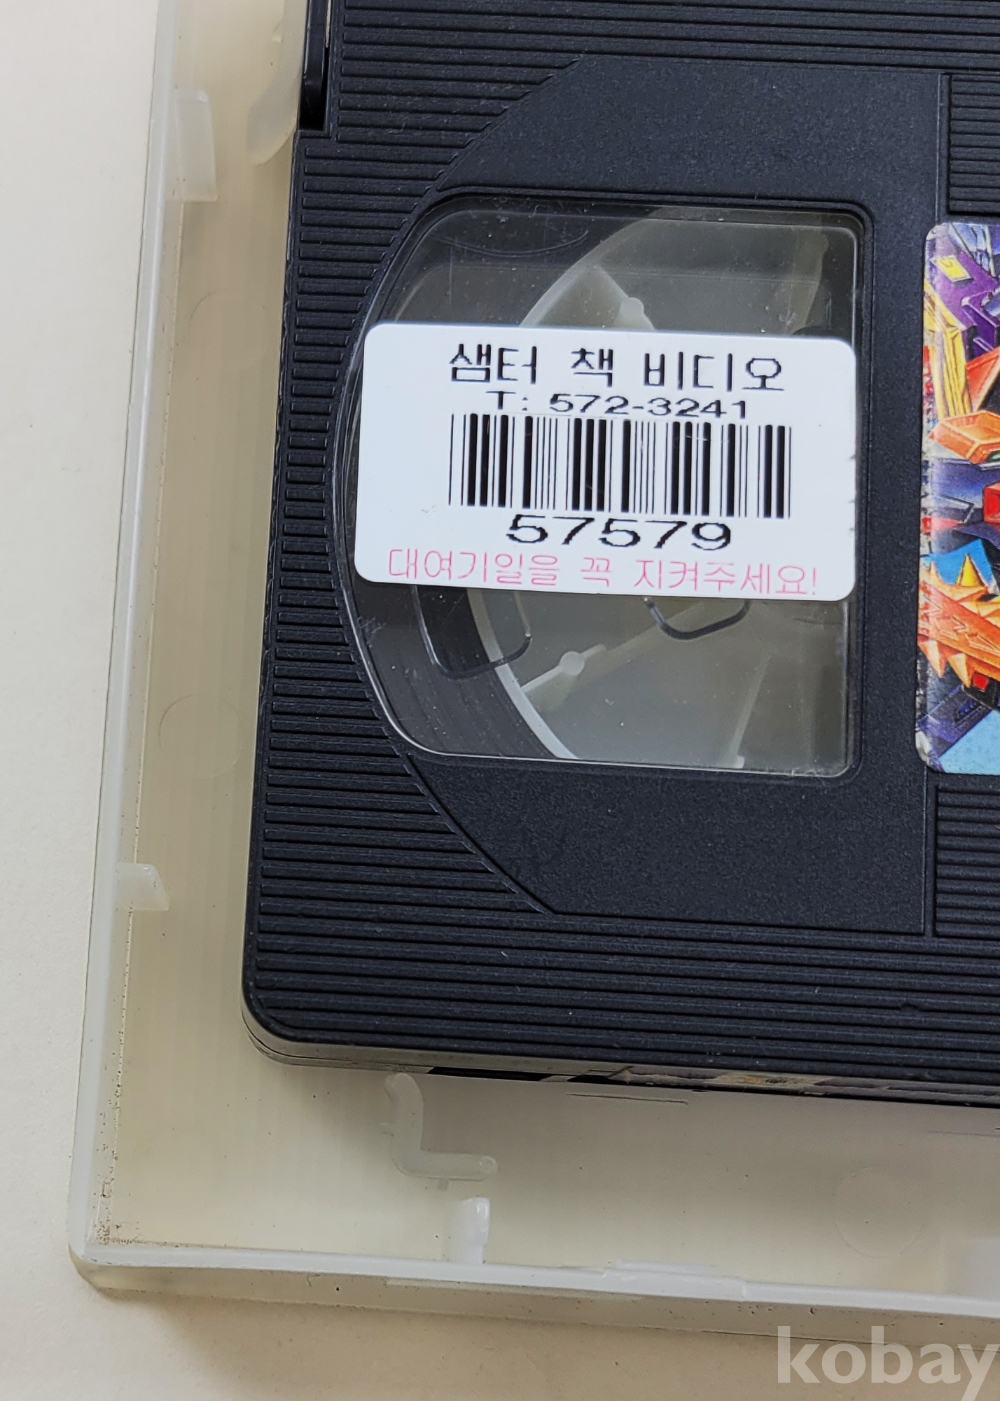 샘터 책 비디오
T: 572-3241
57579
대여기일을 꼭 지켜주세요!
kobay